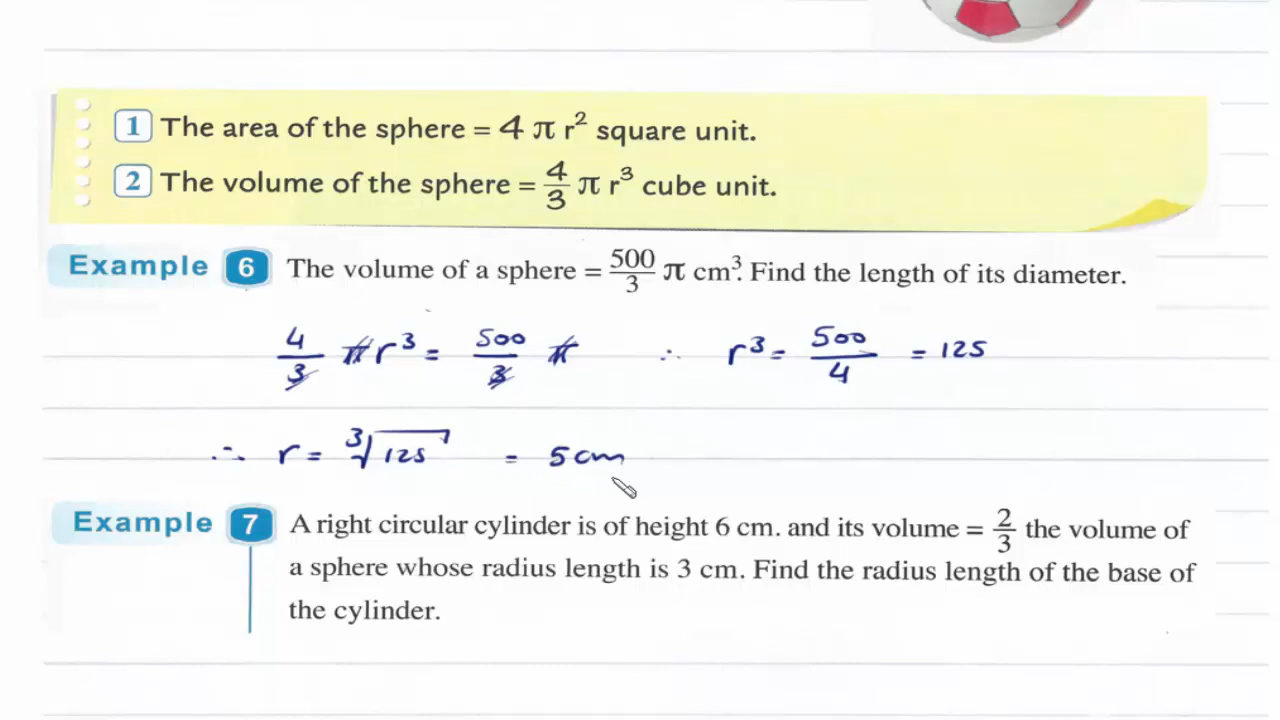 1 The area of the sphere = 4 π r² square unit.
2 The volume of the sphere = 4/3 π r³ cube unit.
Example 6 The volume of a sphere = 500/3 π cm³. Find the length of its diameter.
4/3 π r³ = 500/3 π ∴ r³ = 500/4 = 125
∴ r = ³√125 = 5 cm
Example 7 A right circular cylinder is of height 6 cm. and its volume = 2/3 the volume of
a sphere whose radius length is 3 cm. Find the radius length of the base of
the cylinder.